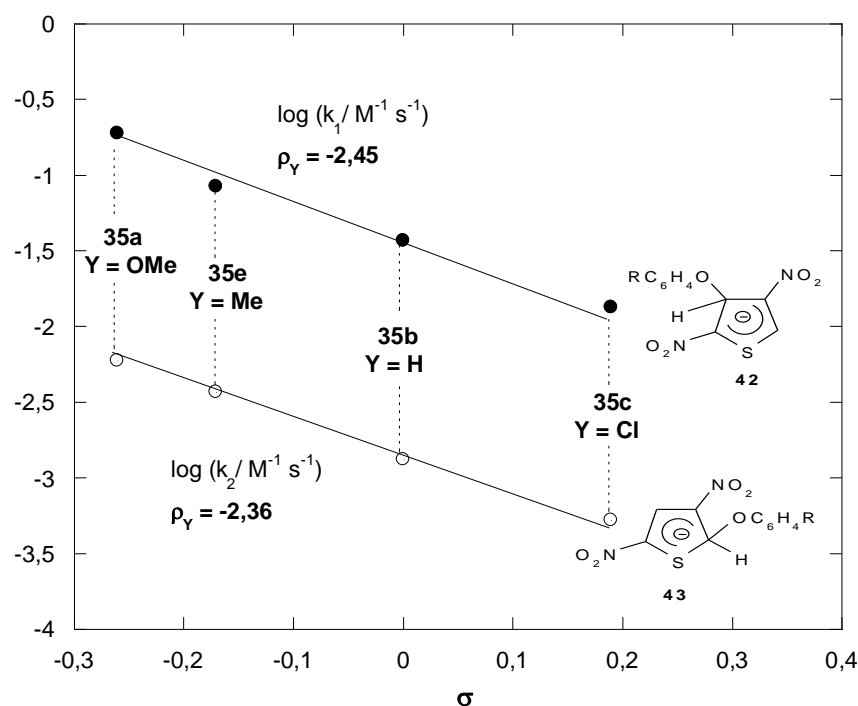 0
-0,5
-1
-1,5
-2
-2,5
-3
-3,5
-4
-0,3 -0,2 -0,1 0 0,1 0,2 0,3 0,4
σ
log (k₁/ M⁻¹ s⁻¹)
ρY = -2,45
35a
Y = OMe
35e
Y = Me
35b
Y = H
35c
Y = Cl
log (k₂/ M⁻¹ s⁻¹)
ρY = -2,36
RC₆H₄O
NO₂
H
O₂N
S
42
NO₂
OC₆H₄R
O₂N
S
H
43